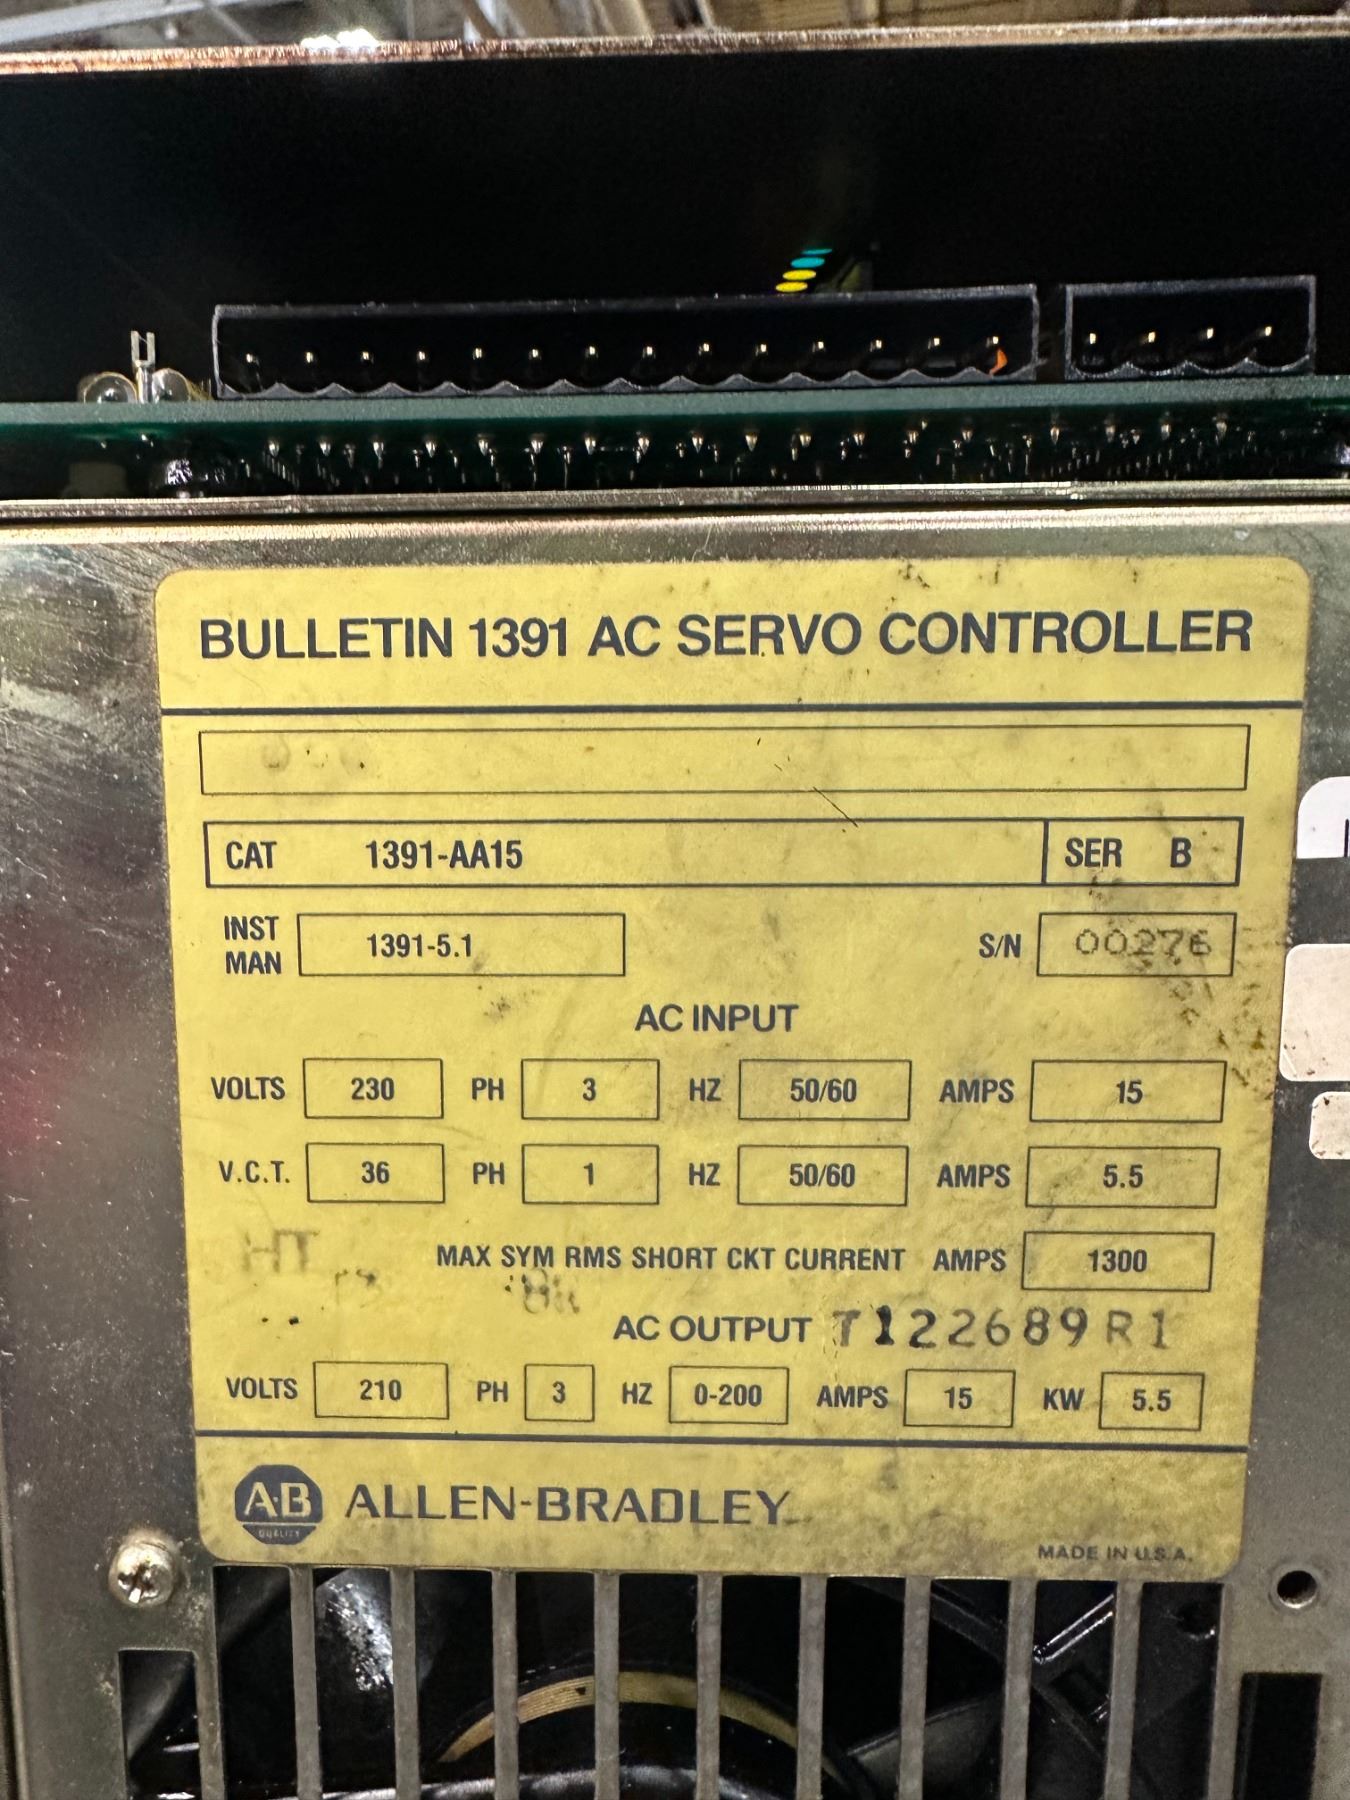 BULLETIN 1391 AC SERVO CONTROLLER
CAT 1391-AA15 SER B
INST MAN 1391-5.1 S/N 00276
AC INPUT
VOLTS 230 PH 3 HZ 50/60 AMPS 15
V.C.T. 36 PH 1 HZ 50/60 AMPS 5.5
TH
MAX SYM RMS SHORT CKT CURRENT AMPS 1300
AC OUTPUT 7122689R1
VOLTS 210 PH 3 HZ 0-200 AMPS 15 KW 5.5
A-B QUALITY ALLEN-BRADLEY
MADE IN U.S.A.